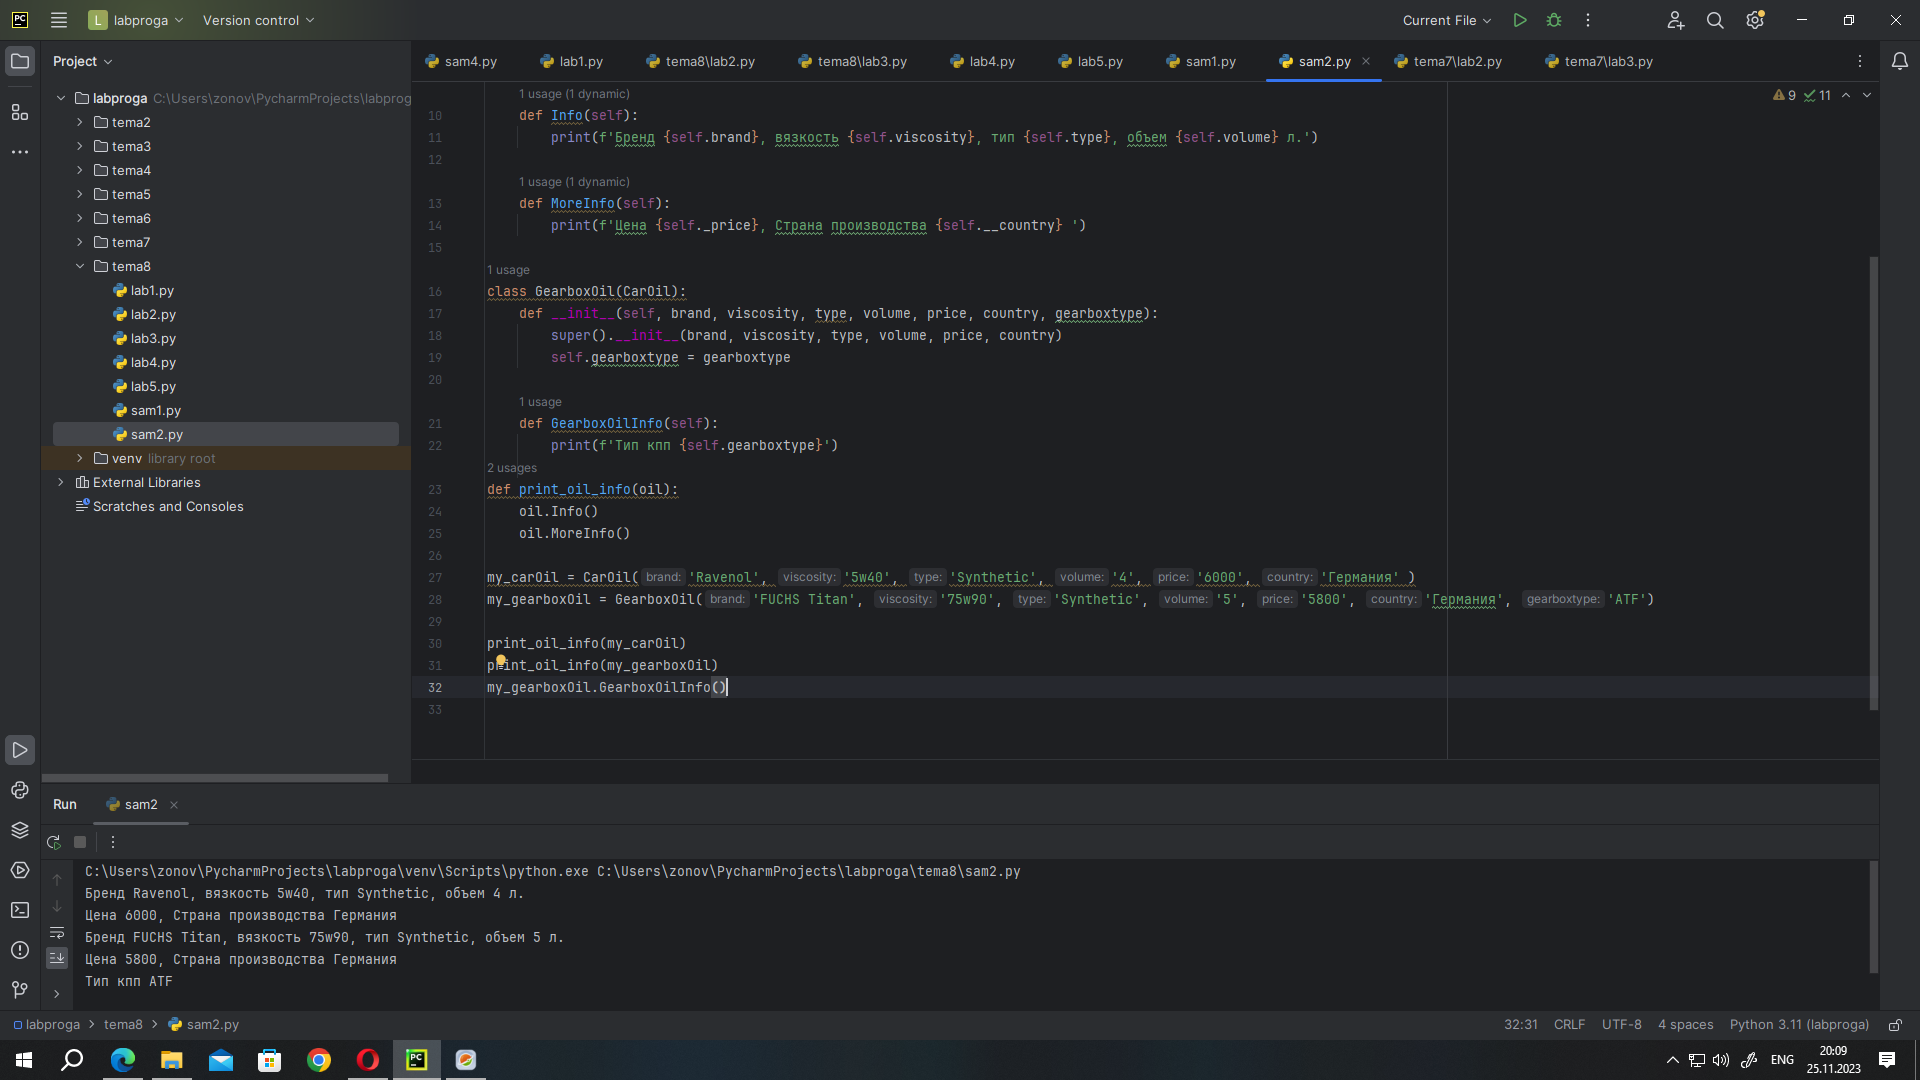 PC
L labproga
Version control
Current File
Project
sam4.py
lab1.py
tema8\lab2.py
tema8\lab3.py
lab4.py
lab5.py
sam1.py
sam2.py
tema7\lab2.py
tema7\lab3.py
labproga C:\Users\zonov\PycharmProjects\labprog
tema2
tema3
tema4
tema5
tema6
tema7
tema8
lab1.py
lab2.py
lab3.py
lab4.py
lab5.py
sam1.py
sam2.py
venv library root
External Libraries
Scratches and Consoles
9 11
1 usage (1 dynamic)
10 def Info(self):
11 print(f'Бренд {self.brand}, вязкость {self.viscosity}, тип {self.type}, объем {self.volume} л.')
12
1 usage (1 dynamic)
13 def MoreInfo(self):
14 print(f'Цена {self._price}, Страна производства {self.__country} ')
15
1 usage
16 class GearboxOil(CarOil):
17 def __init__(self, brand, viscosity, type, volume, price, country, gearboxtype):
18 super().__init__(brand, viscosity, type, volume, price, country)
19 self.gearboxtype = gearboxtype
20
1 usage
21 def GearboxOilInfo(self):
22 print(f'Тип кпп {self.gearboxtype}')
2 usages
23 def print_oil_info(oil):
24 oil.Info()
25 oil.MoreInfo()
26
27 my_carOil = CarOil( brand: 'Ravenol', viscosity: '5w40', type: 'Synthetic', volume: '4', price: '6000', country: 'Германия' )
28 my_gearboxOil = GearboxOil( brand: 'FUCHS Titan', viscosity: '75w90', type: 'Synthetic', volume: '5', price: '5800', country: 'Германия', gearboxtype: 'ATF')
29
30 print_oil_info(my_carOil)
31 print_oil_info(my_gearboxOil)
32 my_gearboxOil.GearboxOilInfo()
33
Run
sam2
C:\Users\zonov\PycharmProjects\labproga\venv\Scripts\python.exe C:\Users\zonov\PycharmProjects\labproga\tema8\sam2.py
Бренд Ravenol, вязкость 5w40, тип Synthetic, объем 4 л.
Цена 6000, Страна производства Германия
Бренд FUCHS Titan, вязкость 75w90, тип Synthetic, объем 5 л.
Цена 5800, Страна производства Германия
Тип кпп ATF
labproga > tema8 > sam2.py
32:31 CRLF UTF-8 4 spaces Python 3.11 (labproga)
PC
ENG
20:09
25.11.2023